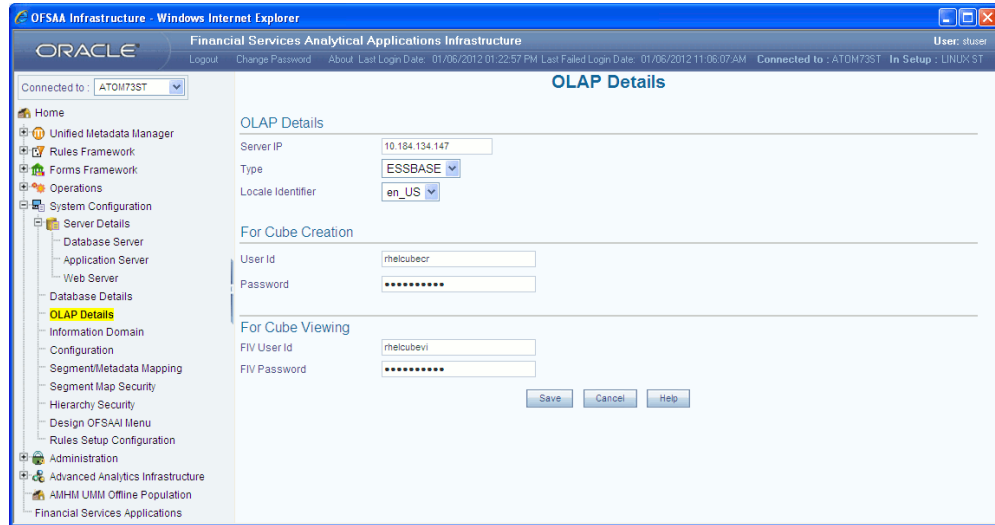 OFSAA Infrastructure - Windows Internet Explorer
ORACLE
Financial Services Analytical Applications Infrastructure
User: stuser
Logout Change Password About Last Login Date: 01/06/2012 01:22:57 PM Last Failed Login Date: 01/06/2012 11:06:07 AM Connected to : ATOM73ST In Setup : LINUX ST
Connected to : ATOM73ST
Home
Unified Metadata Manager
Rules Framework
Forms Framework
Operations
System Configuration
Server Details
Database Server
Application Server
Web Server
Database Details
OLAP Details
Information Domain
Configuration
Segment/Metadata Mapping
Segment Map Security
Hierarchy Security
Design OFSAAI Menu
Rules Setup Configuration
Administration
Advanced Analytics Infrastructure
AMHM UMM Offline Population
Financial Services Applications
OLAP Details
OLAP Details
Server IP 10.184.134.147
Type ESSBASE
Locale Identifier en_US
For Cube Creation
User Id rhelcubecr
Password ••••••••••
For Cube Viewing
FIV User Id rhelcubevi
FIV Password ••••••••••
Save Cancel Help